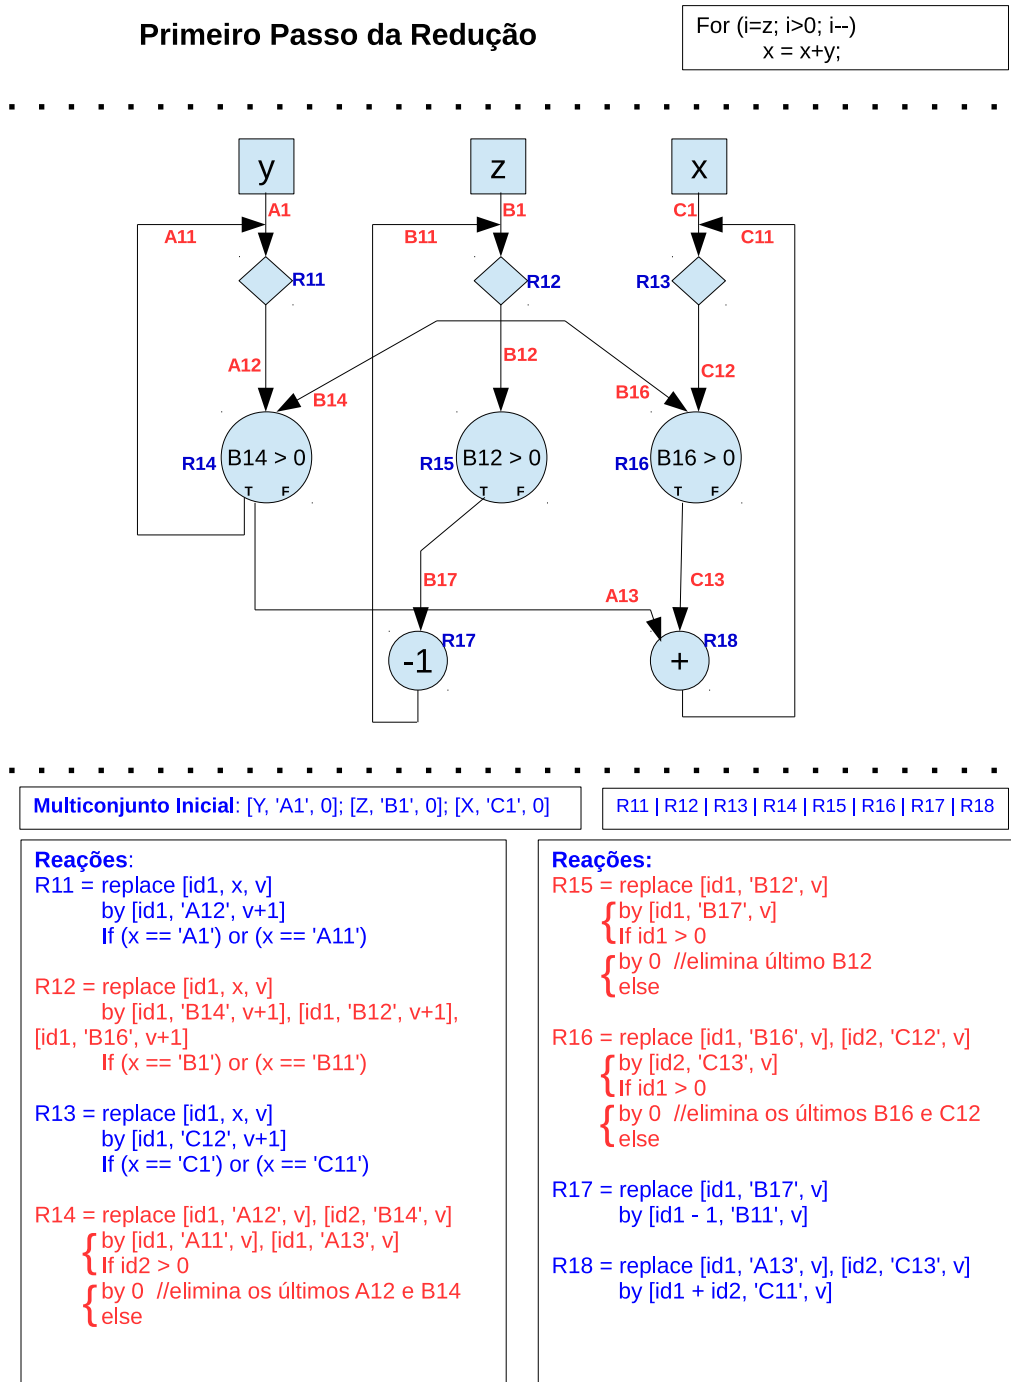 Primeiro Passo da Redução
For (i=z; i>0; i--)
x = x+y;
y
z
x
A1
B1
C1
A11
B11
C11
R11
R12
R13
A12
B12
C12
B14
B16
R14
B14 > 0
R15
B12 > 0
R16
B16 > 0
T F
T F
T F
B17
A13
C13
-1
R17
+
R18
Multiconjunto Inicial: [Y, 'A1', 0]; [Z, 'B1', 0]; [X, 'C1', 0]
R11 | R12 | R13 | R14 | R15 | R16 | R17 | R18
Reações:
R11 = replace [id1, x, v]
by [id1, 'A12', v+1]
If (x == 'A1') or (x == 'A11')
R12 = replace [id1, x, v]
by [id1, 'B14', v+1], [id1, 'B12', v+1],
[id1, 'B16', v+1]
If (x == 'B1') or (x == 'B11')
R13 = replace [id1, x, v]
by [id1, 'C12', v+1]
If (x == 'C1') or (x == 'C11')
R14 = replace [id1, 'A12', v], [id2, 'B14', v]
{ by [id1, 'A11', v], [id1, 'A13', v]
If id2 > 0
{ by 0 //elimina os últimos A12 e B14
else
Reações:
R15 = replace [id1, 'B12', v]
{ by [id1, 'B17', v]
If id1 > 0
{ by 0 //elimina último B12
else
R16 = replace [id1, 'B16', v], [id2, 'C12', v]
{ by [id2, 'C13', v]
If id1 > 0
{ by 0 //elimina os últimos B16 e C12
else
R17 = replace [id1, 'B17', v]
by [id1 - 1, 'B11', v]
R18 = replace [id1, 'A13', v], [id2, 'C13', v]
by [id1 + id2, 'C11', v]